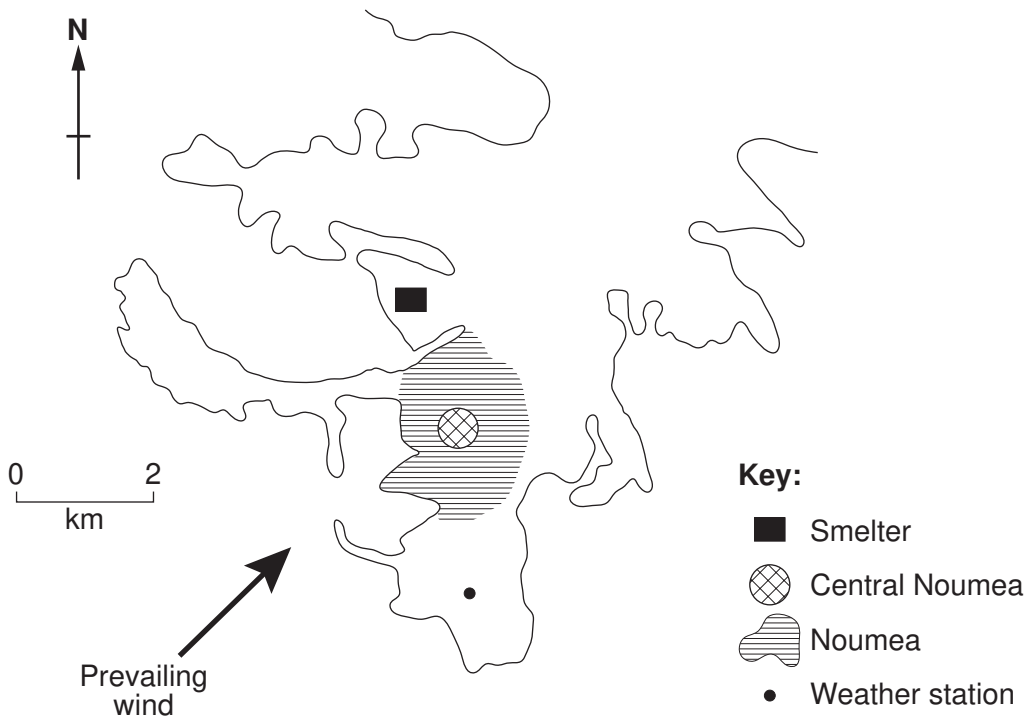 N
0 2
km
Prevailing
wind
Key:
Smelter
Central Noumea
Noumea
Weather station